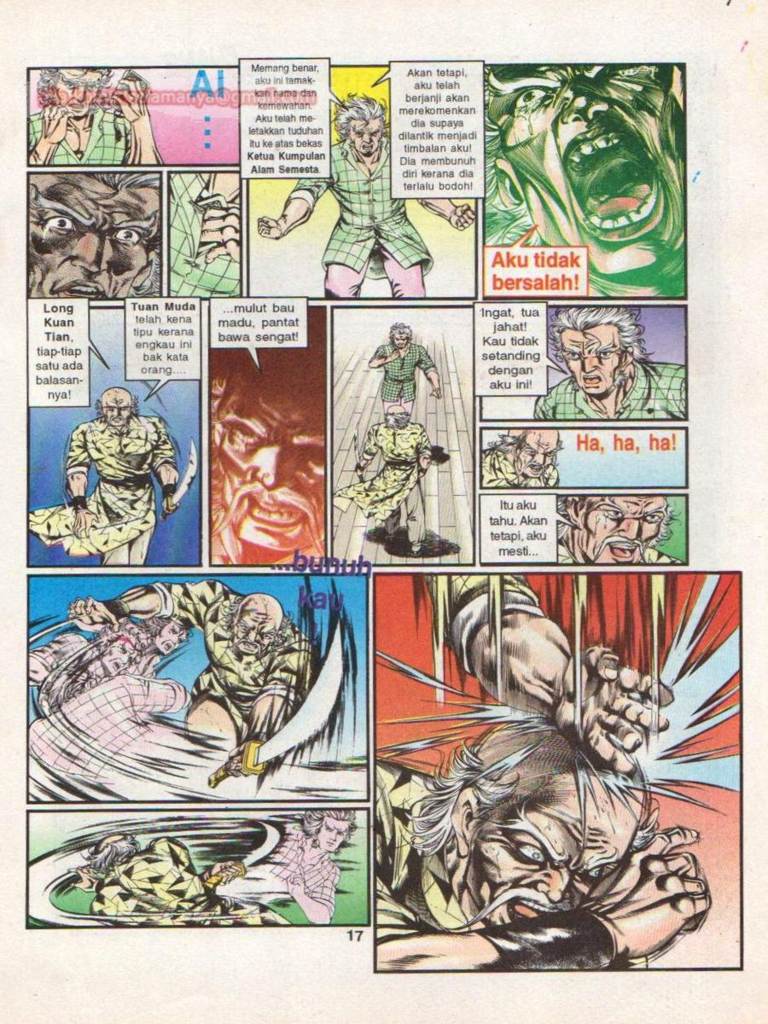 AI
...
Memang benar,
aku ini tamak-
kan nama dan
kemewahan.
Aku telah me-
letakkan tuduhan
itu ke atas bekas
Ketua Kumpulan
Alam Semesta.
Akan tetapi,
aku telah
berjanji akan
merekomenkan
dia supaya
dilantik menjadi
timbalan aku!
Dia membunuh
diri kerana dia
terlalu bodoh!
Aku tidak
bersalah!
Long
Kuan
Tian,
tiap-tiap
satu ada
balasan-
nya!
Tuan Muda
telah kena
tipu kerana
engkau ini
bak kata
orang....
...mulut bau
madu, pantat
bawa sengat!
Ingat, tua
jahat!
Kau tidak
setanding
dengan
aku ini!
Ha, ha, ha!
Itu aku
tahu. Akan
tetapi, aku
mesti...
...bunuh
kau
17